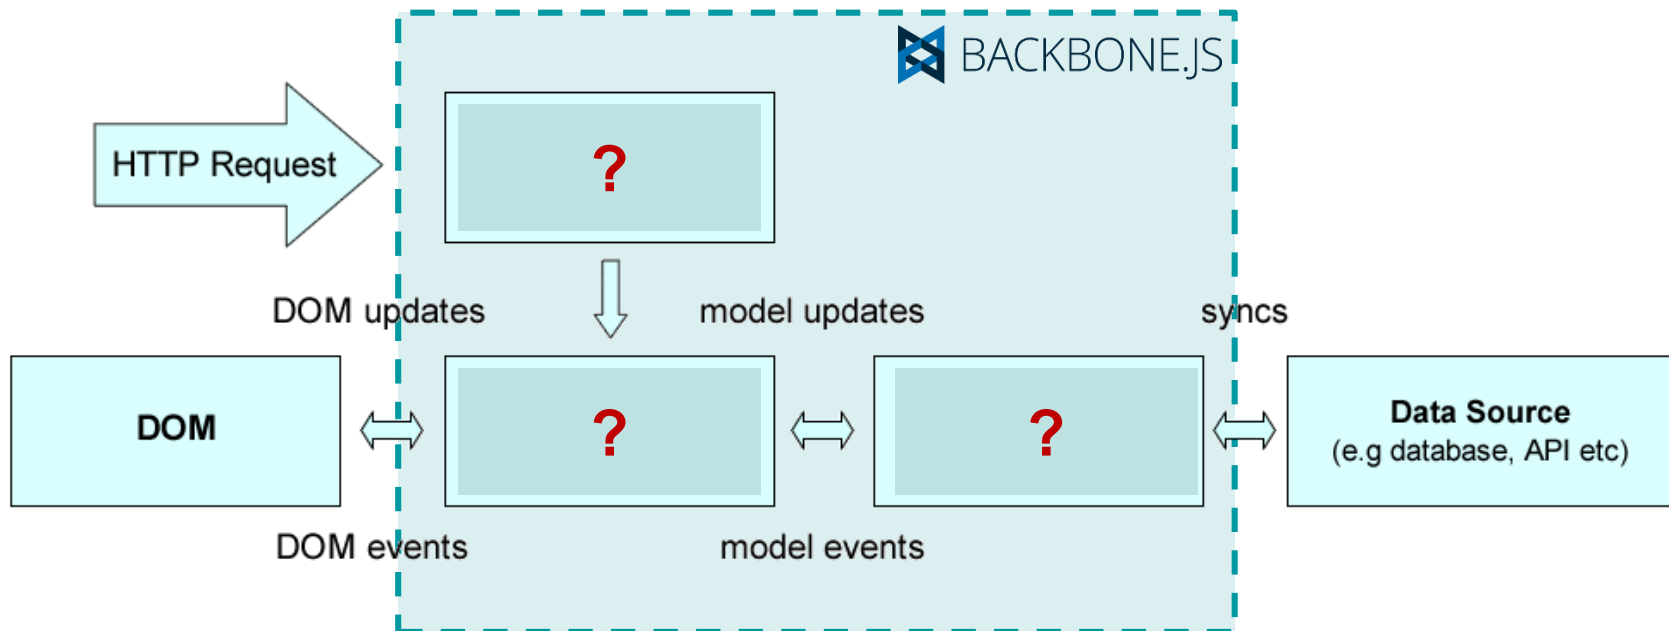 BACKBONE.JS
HTTP Request
?
DOM updates
model updates
syncs
DOM
?
?
Data Source
(e.g database, API etc)
DOM events
model events